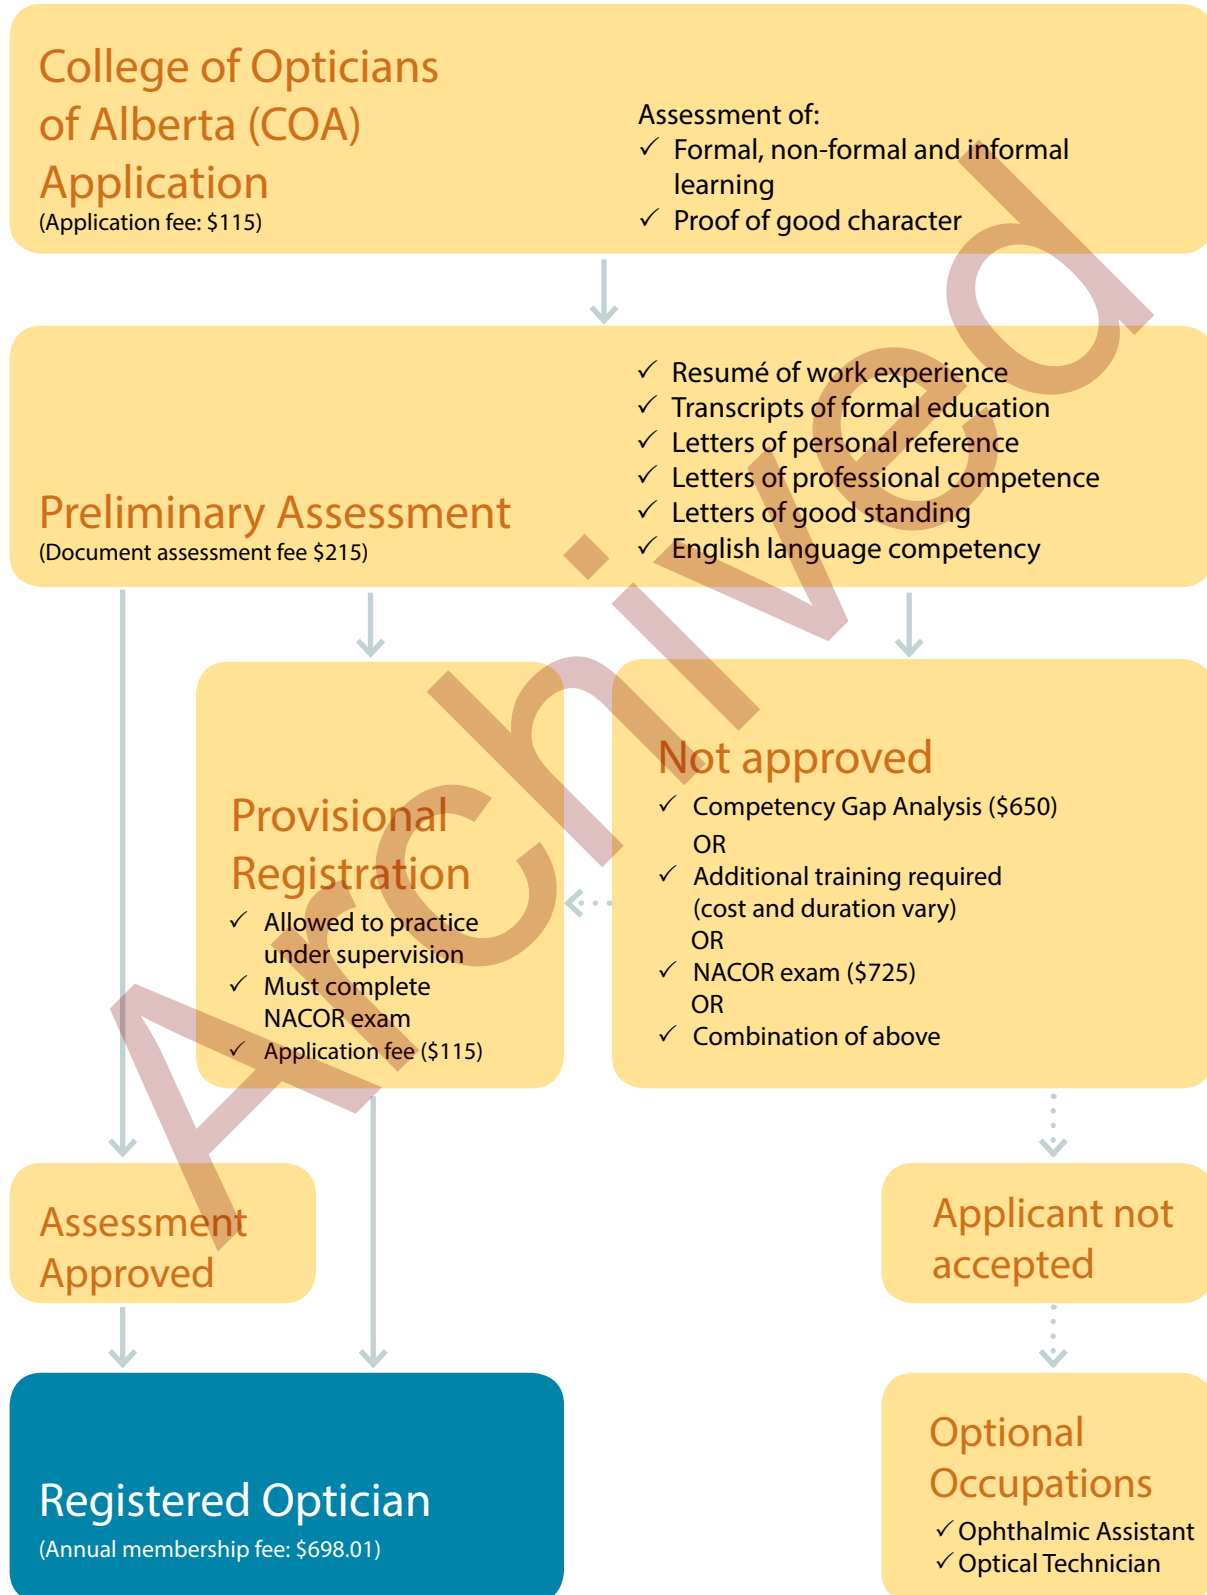 College of Opticians
of Alberta (COA)
Application
(Application fee: $115)
Assessment of:
✓ Formal, non-formal and informal
learning
✓ Proof of good character
Preliminary Assessment
(Document assessment fee $215)
✓ Resumé of work experience
✓ Transcripts of formal education
✓ Letters of personal reference
✓ Letters of professional competence
✓ Letters of good standing
✓ English language competency
Provisional
Registration
✓ Allowed to practice
under supervision
✓ Must complete
NACOR exam
✓ Application fee ($115)
Not approved
✓ Competency Gap Analysis ($650)
OR
✓ Additional training required
(cost and duration vary)
OR
✓ NACOR exam ($725)
OR
✓ Combination of above
Assessment
Approved
Applicant not
accepted
Registered Optician
(Annual membership fee: $698.01)
Optional
Occupations
✓ Ophthalmic Assistant
✓ Optical Technician
Archived